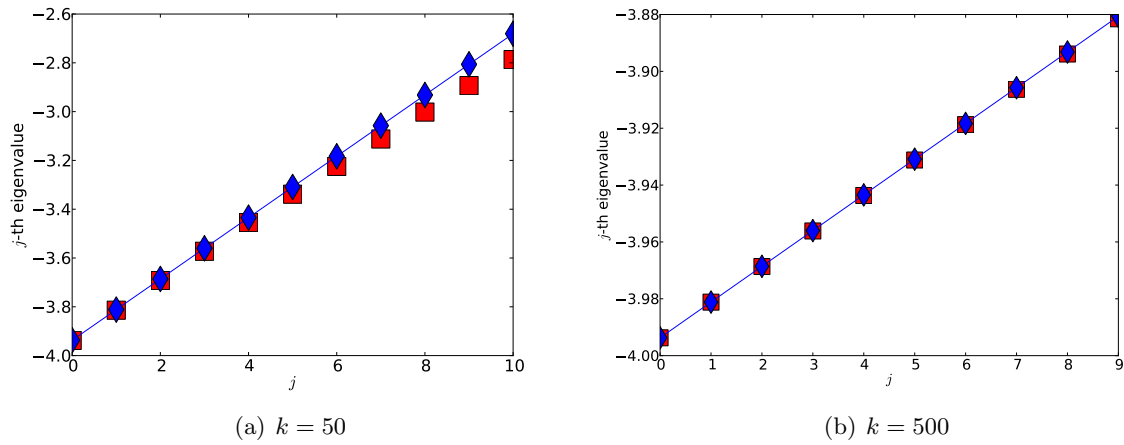 −2.6
−2.8
−3.0
−3.2
−3.4
−3.6
−3.8
−4.0
j-th eigenvalue
0 2 4 6 8 10
j
(a) k = 50
−3.88
−3.90
−3.92
−3.94
−3.96
−3.98
−4.00
j-th eigenvalue
0 1 2 3 4 5 6 7 8 9
j
(b) k = 500